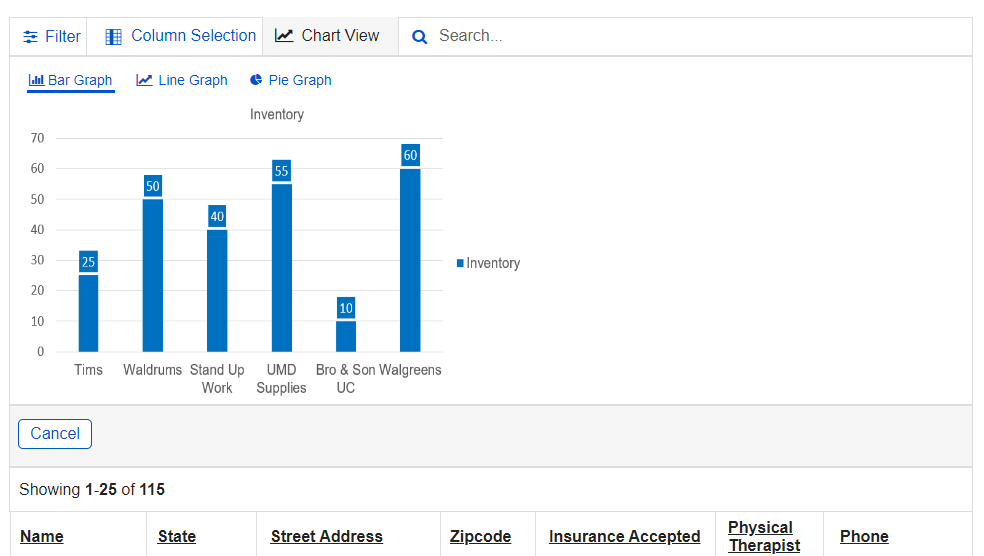 Filter Column Selection Chart View Search...
Bar Graph Line Graph Pie Graph
Inventory
70
60
50
40
30
20
10
0
25
50
40
55
10
60
Inventory
Tims Waldrums Stand Up Work UMD Supplies Bro & Son UC Walgreens
Cancel
Showing 1-25 of 115
Name State Street Address Zipcode Insurance Accepted Physical Therapist Phone